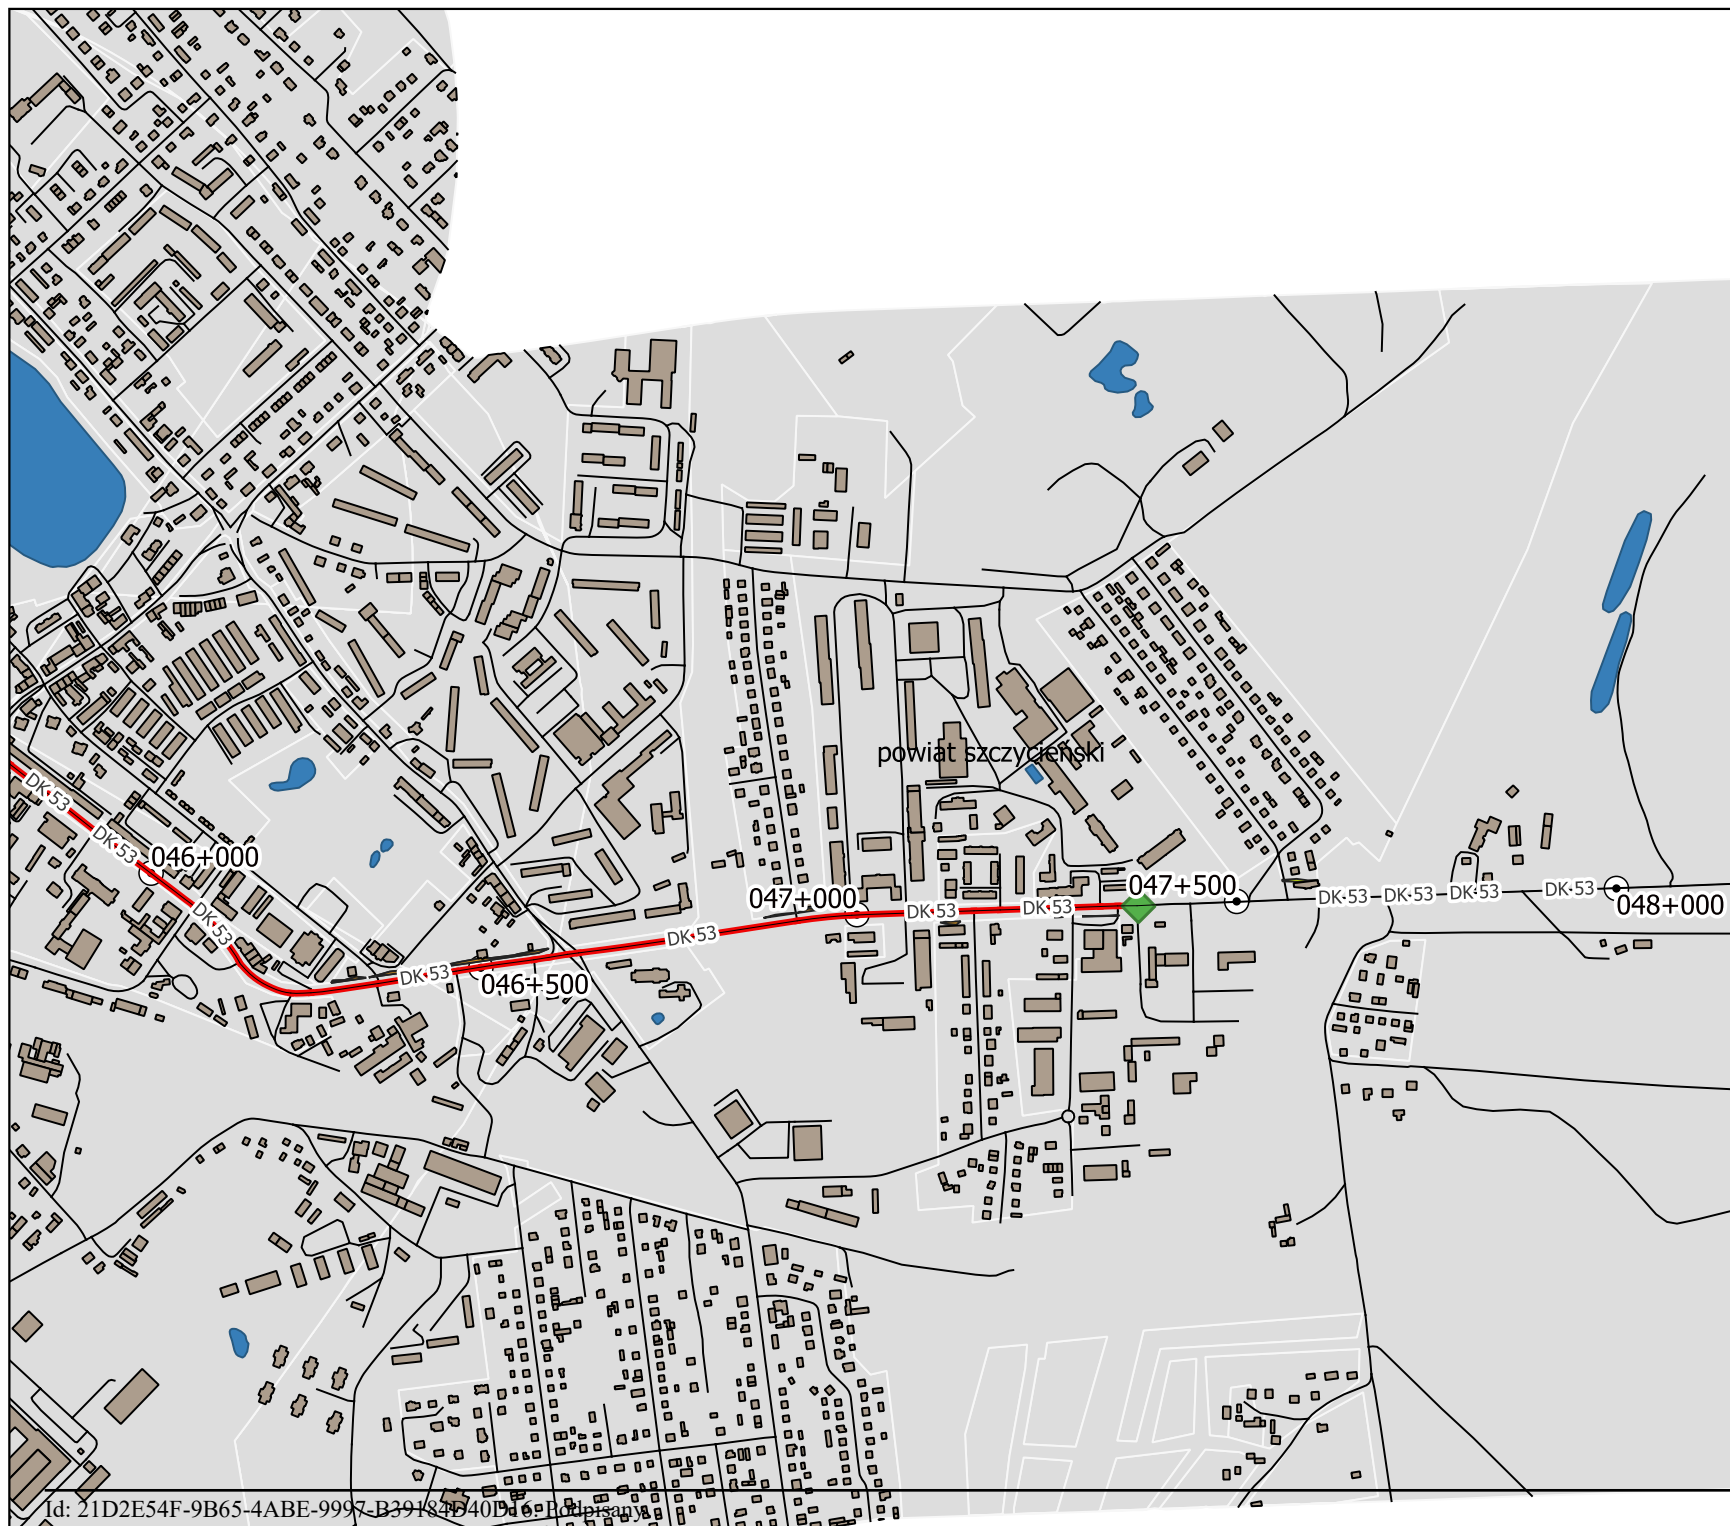 powiat szczycieński
DK-53
DK-53
046+000
DK-53
DK-53
046+500
DK-53
047+000
DK-53
DK-53
047+500
DK-53
DK-53
DK-53
DK-53
048+000
Id: 21D2E54F-9B65-4ABE-9997-B39184D40D16. Podpisany